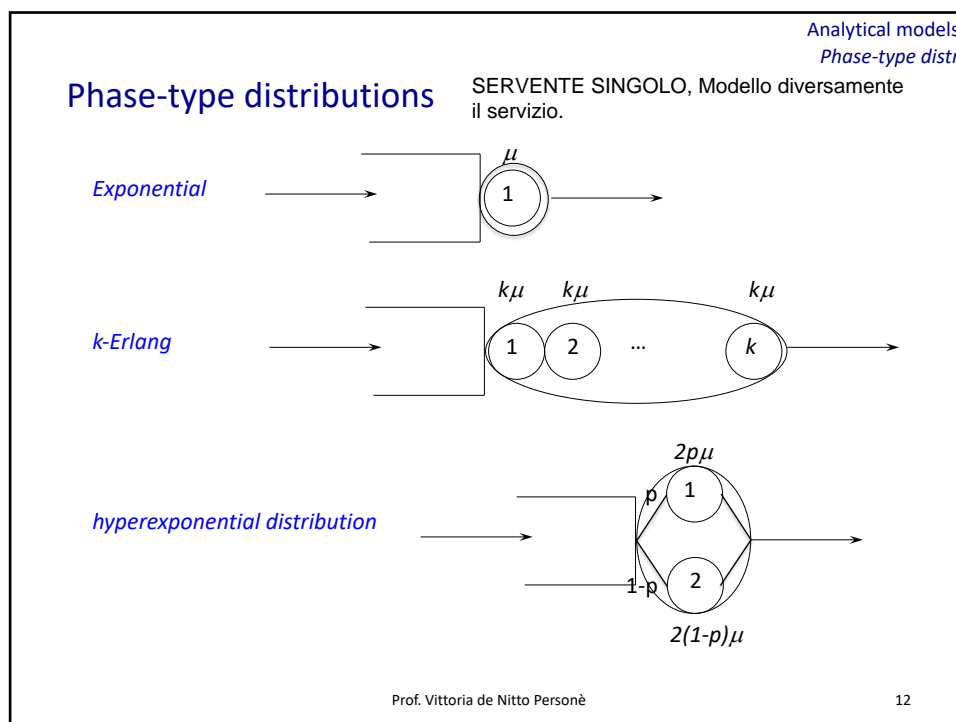 Analytical models
Phase-type distr
Phase-type distributions
SERVENTE SINGOLO, Modello diversamente
il servizio.
μ
Exponential
1
kμ kμ kμ
k-Erlang
1 2 ... k
2pμ
p 1
hyperexponential distribution
1-p 2
2(1-p)μ
Prof. Vittoria de Nitto Personè 12